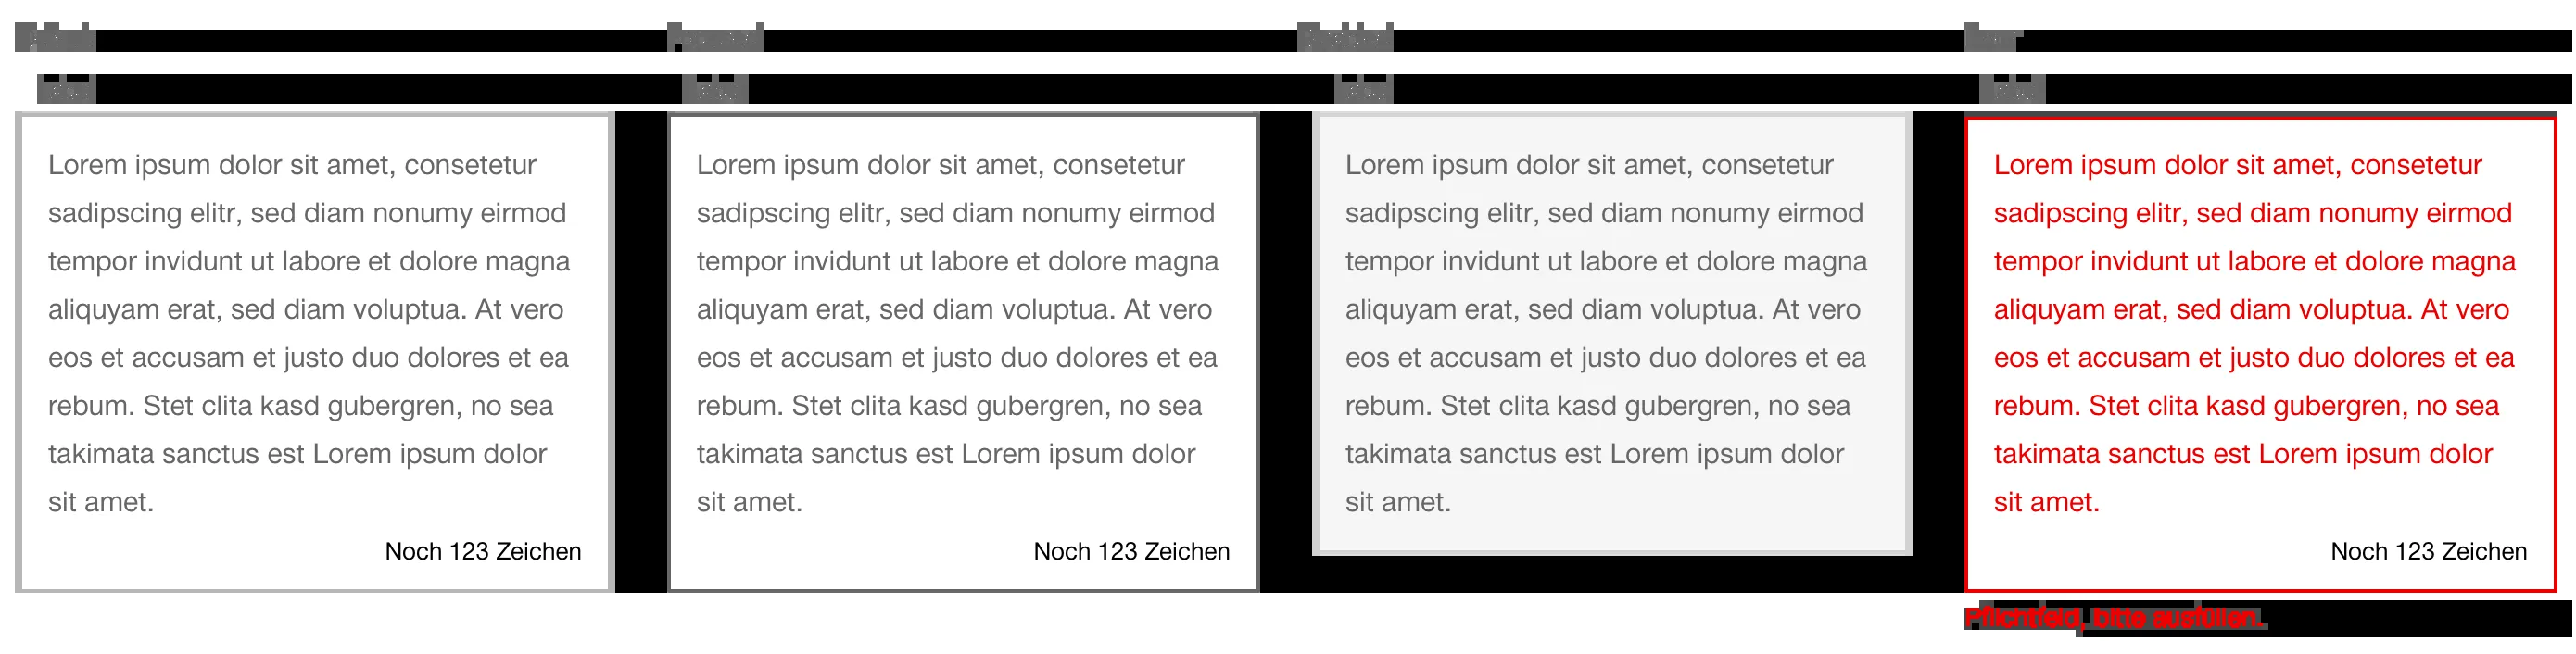 Lorem ipsum dolor sit amet, consetetur
sadipscing elitr, sed diam nonumy eirmod
tempor invidunt ut labore et dolore magna
aliquyam erat, sed diam voluptua. At vero
eos et accusam et justo duo dolores et ea
rebum. Stet clita kasd gubergren, no sea
takimata sanctus est Lorem ipsum dolor
sit amet.
Noch 123 Zeichen
Lorem ipsum dolor sit amet, consetetur
sadipscing elitr, sed diam nonumy eirmod
tempor invidunt ut labore et dolore magna
aliquyam erat, sed diam voluptua. At vero
eos et accusam et justo duo dolores et ea
rebum. Stet clita kasd gubergren, no sea
takimata sanctus est Lorem ipsum dolor
sit amet.
Noch 123 Zeichen
Lorem ipsum dolor sit amet, consetetur
sadipscing elitr, sed diam nonumy eirmod
tempor invidunt ut labore et dolore magna
aliquyam erat, sed diam voluptua. At vero
eos et accusam et justo duo dolores et ea
rebum. Stet clita kasd gubergren, no sea
takimata sanctus est Lorem ipsum dolor
sit amet.
Lorem ipsum dolor sit amet, consetetur
sadipscing elitr, sed diam nonumy eirmod
tempor invidunt ut labore et dolore magna
aliquyam erat, sed diam voluptua. At vero
eos et accusam et justo duo dolores et ea
rebum. Stet clita kasd gubergren, no sea
takimata sanctus est Lorem ipsum dolor
sit amet.
Noch 123 Zeichen
Pflichtfeld, bitte ausfüllen.